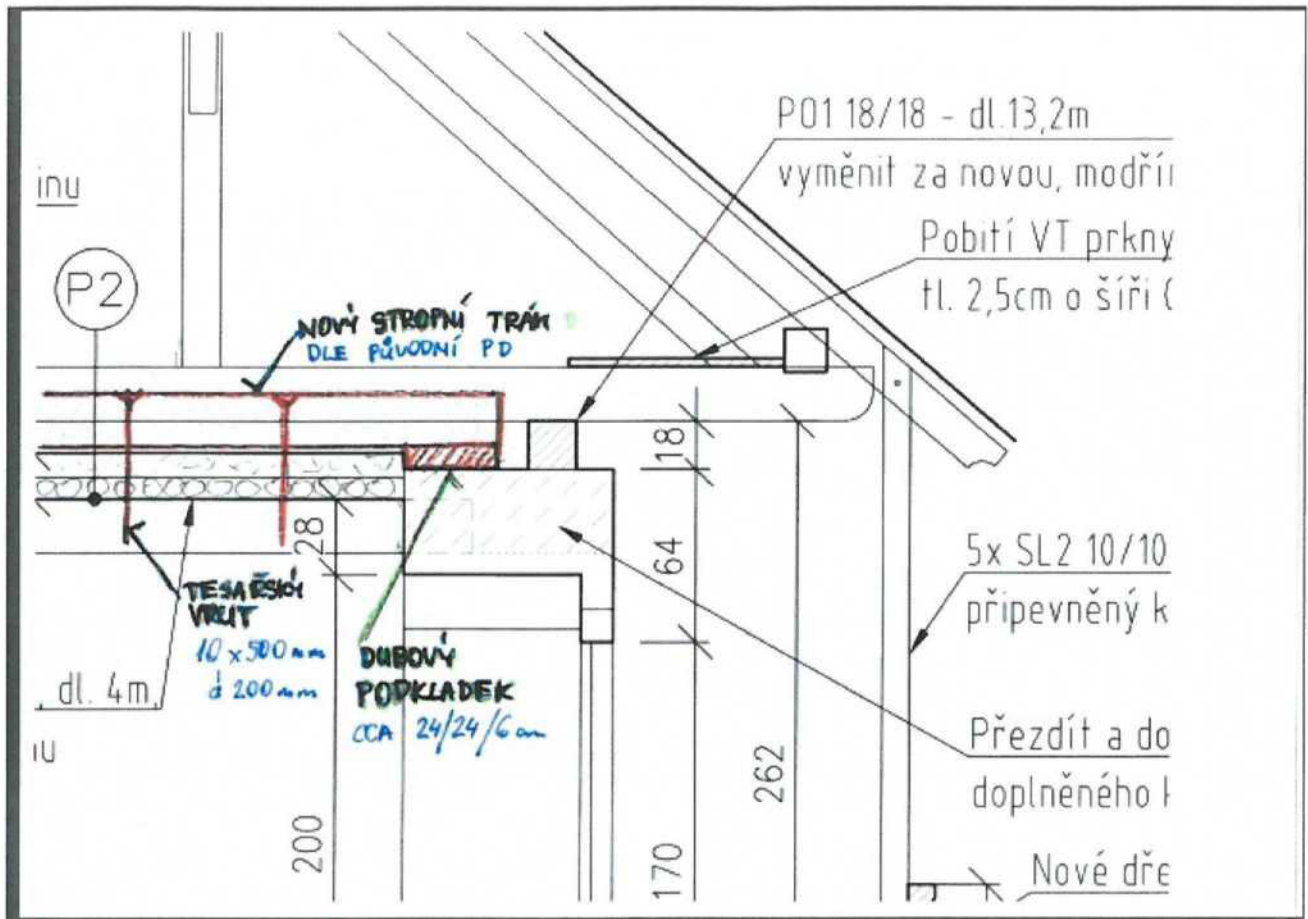 inu
P2
P01 18/18 - dl.13,2m
vyměnit za novou, modří
Pobití VT prkny
tl. 2,5cm o šíři
NOVÝ STROPNÍ TRÁM
DLE PŮVODNÍ PD
18
28
64
262
200
170
TESAŘSKÝ
VRUT
10 x 500 mm
á 200 mm
DUBOVÝ
PODKLADEK
CCA 24/24/6 cm
dl. 4m
5x SL2 10/10
připevněný k
Přezdít a do
doplněného
Nové dře